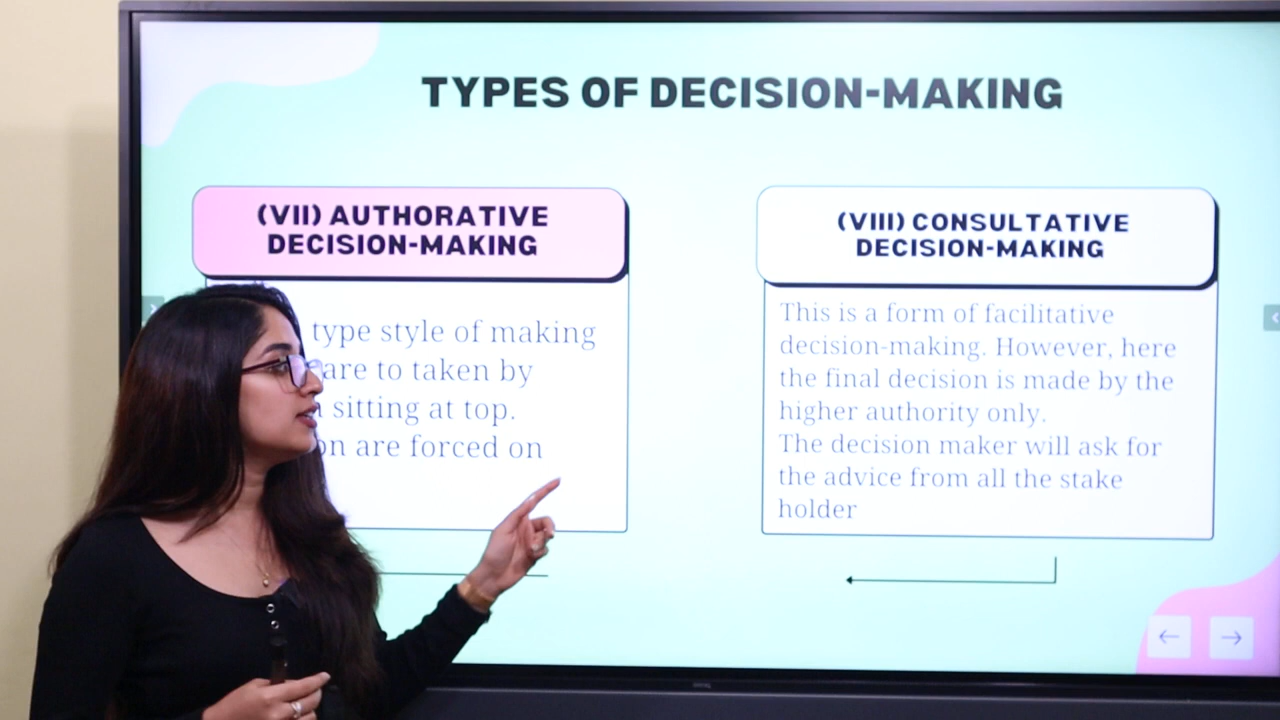 TYPES OF DECISION-MAKING
(VII) AUTHORATIVE
DECISION-MAKING
type style of making
are to taken by
sitting at top.
are forced on
(VIII) CONSULTATIVE
DECISION-MAKING
This is a form of facilitative
decision-making. However, here
the final decision is made by the
higher authority only.
The decision maker will ask for
the advice from all the stake
holder